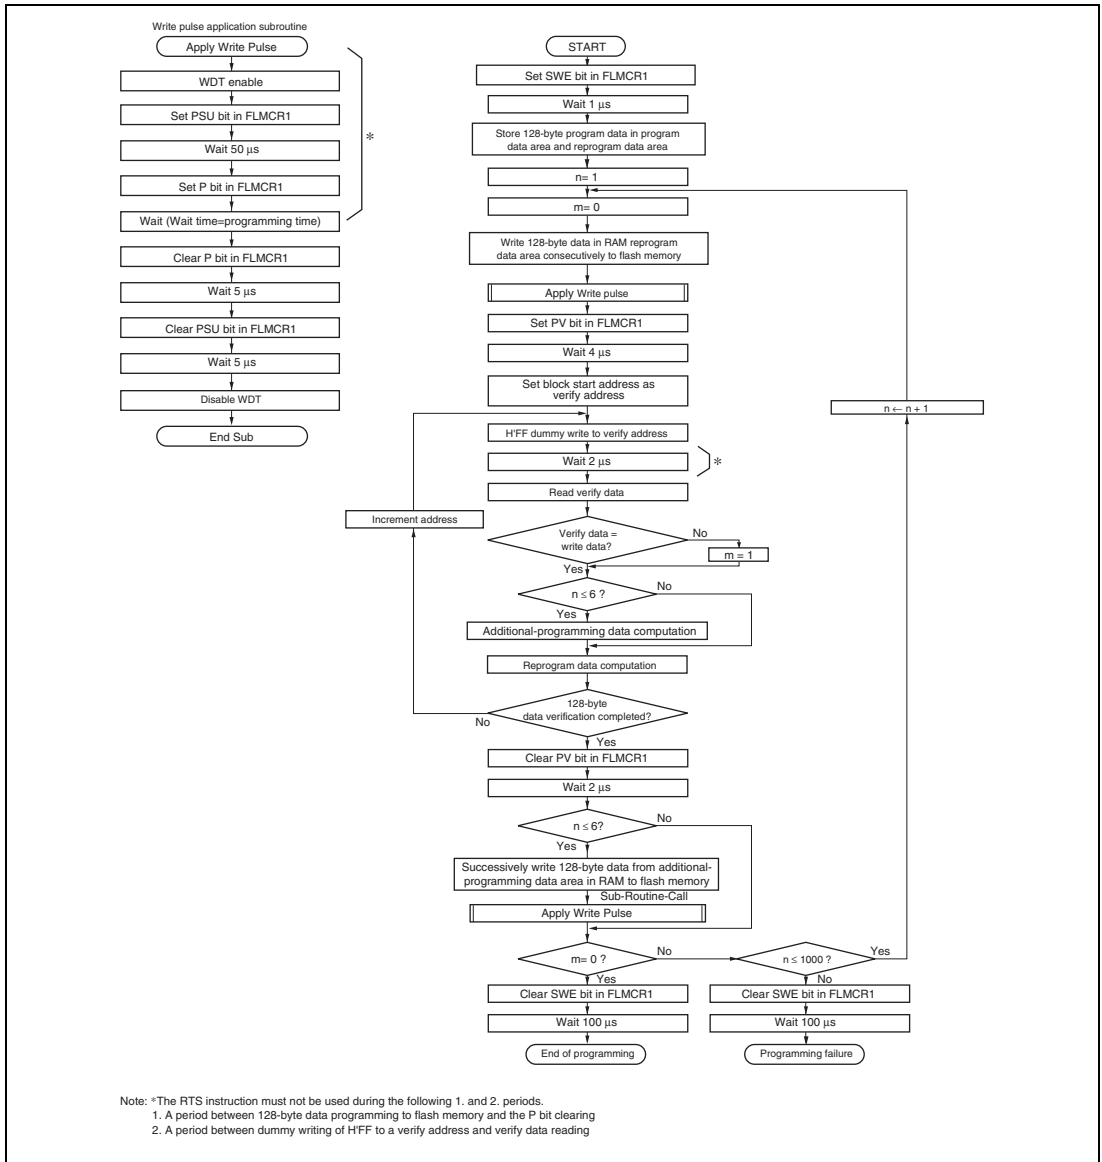 Write pulse application subroutine
Apply Write Pulse
WDT enable
Set PSU bit in FLMCR1
Wait 50 μs
Set P bit in FLMCR1
Wait (Wait time=programming time)
Clear P bit in FLMCR1
Wait 5 μs
Clear PSU bit in FLMCR1
Wait 5 μs
Disable WDT
End Sub
*
START
Set SWE bit in FLMCR1
Wait 1 μs
Store 128-byte program data in program
data area and reprogram data area
n= 1
m= 0
Write 128-byte data in RAM reprogram
data area consecutively to flash memory
Apply Write pulse
Set PV bit in FLMCR1
Wait 4 μs
Set block start address as
verify address
n ← n + 1
H'FF dummy write to verify address
Wait 2 μs
*
Read verify data
Increment address
Verify data =
write data?
No
m = 1
Yes
n ≤ 6 ?
No
Yes
Additional-programming data computation
Reprogram data computation
128-byte
data verification completed?
No
Yes
Clear PV bit in FLMCR1
Wait 2 μs
n ≤ 6?
No
Yes
Successively write 128-byte data from additional-
programming data area in RAM to flash memory
Sub-Routine-Call
Apply Write Pulse
m= 0 ?
No
n ≤ 1000 ?
Yes
Yes
No
Clear SWE bit in FLMCR1
Clear SWE bit in FLMCR1
Wait 100 μs
Wait 100 μs
End of programming
Programming failure
Note: *The RTS instruction must not be used during the following 1. and 2. periods.
1. A period between 128-byte data programming to flash memory and the P bit clearing
2. A period between dummy writing of H'FF to a verify address and verify data reading